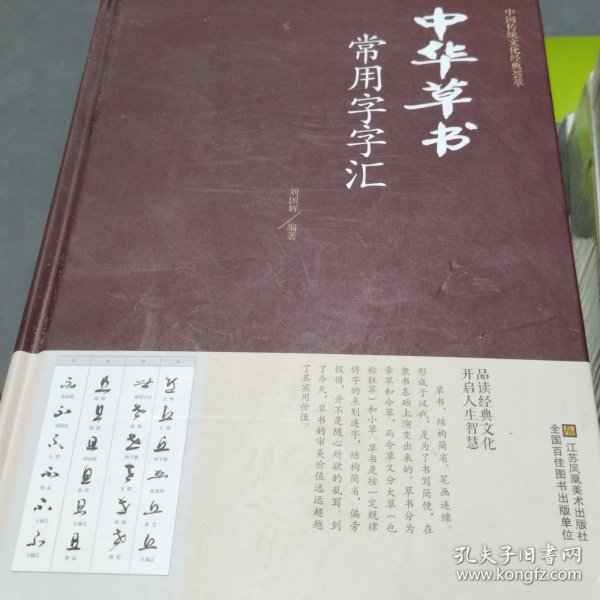 中国传统文化经典荟萃
中华草书
常用字字汇
刘国辉/编著
品读经典文化
开启人生智慧
草书，结构简省、笔画连绵。
形成于汉代，是为了书写简便，在
隶书基础上演变出来的。草书分为
章草和今草，而今草又分大草（也
称狂草）和小草。草书是按一定规律
将字的点划连字，结构简省，偏旁
假借，并不是随心所欲的乱写。到
了今天，草书的审美价值远远超越
了其实用价值。
江苏凤凰美术出版社
全国百佳图书出版单位
孔夫子旧书网
www.kongfz.com